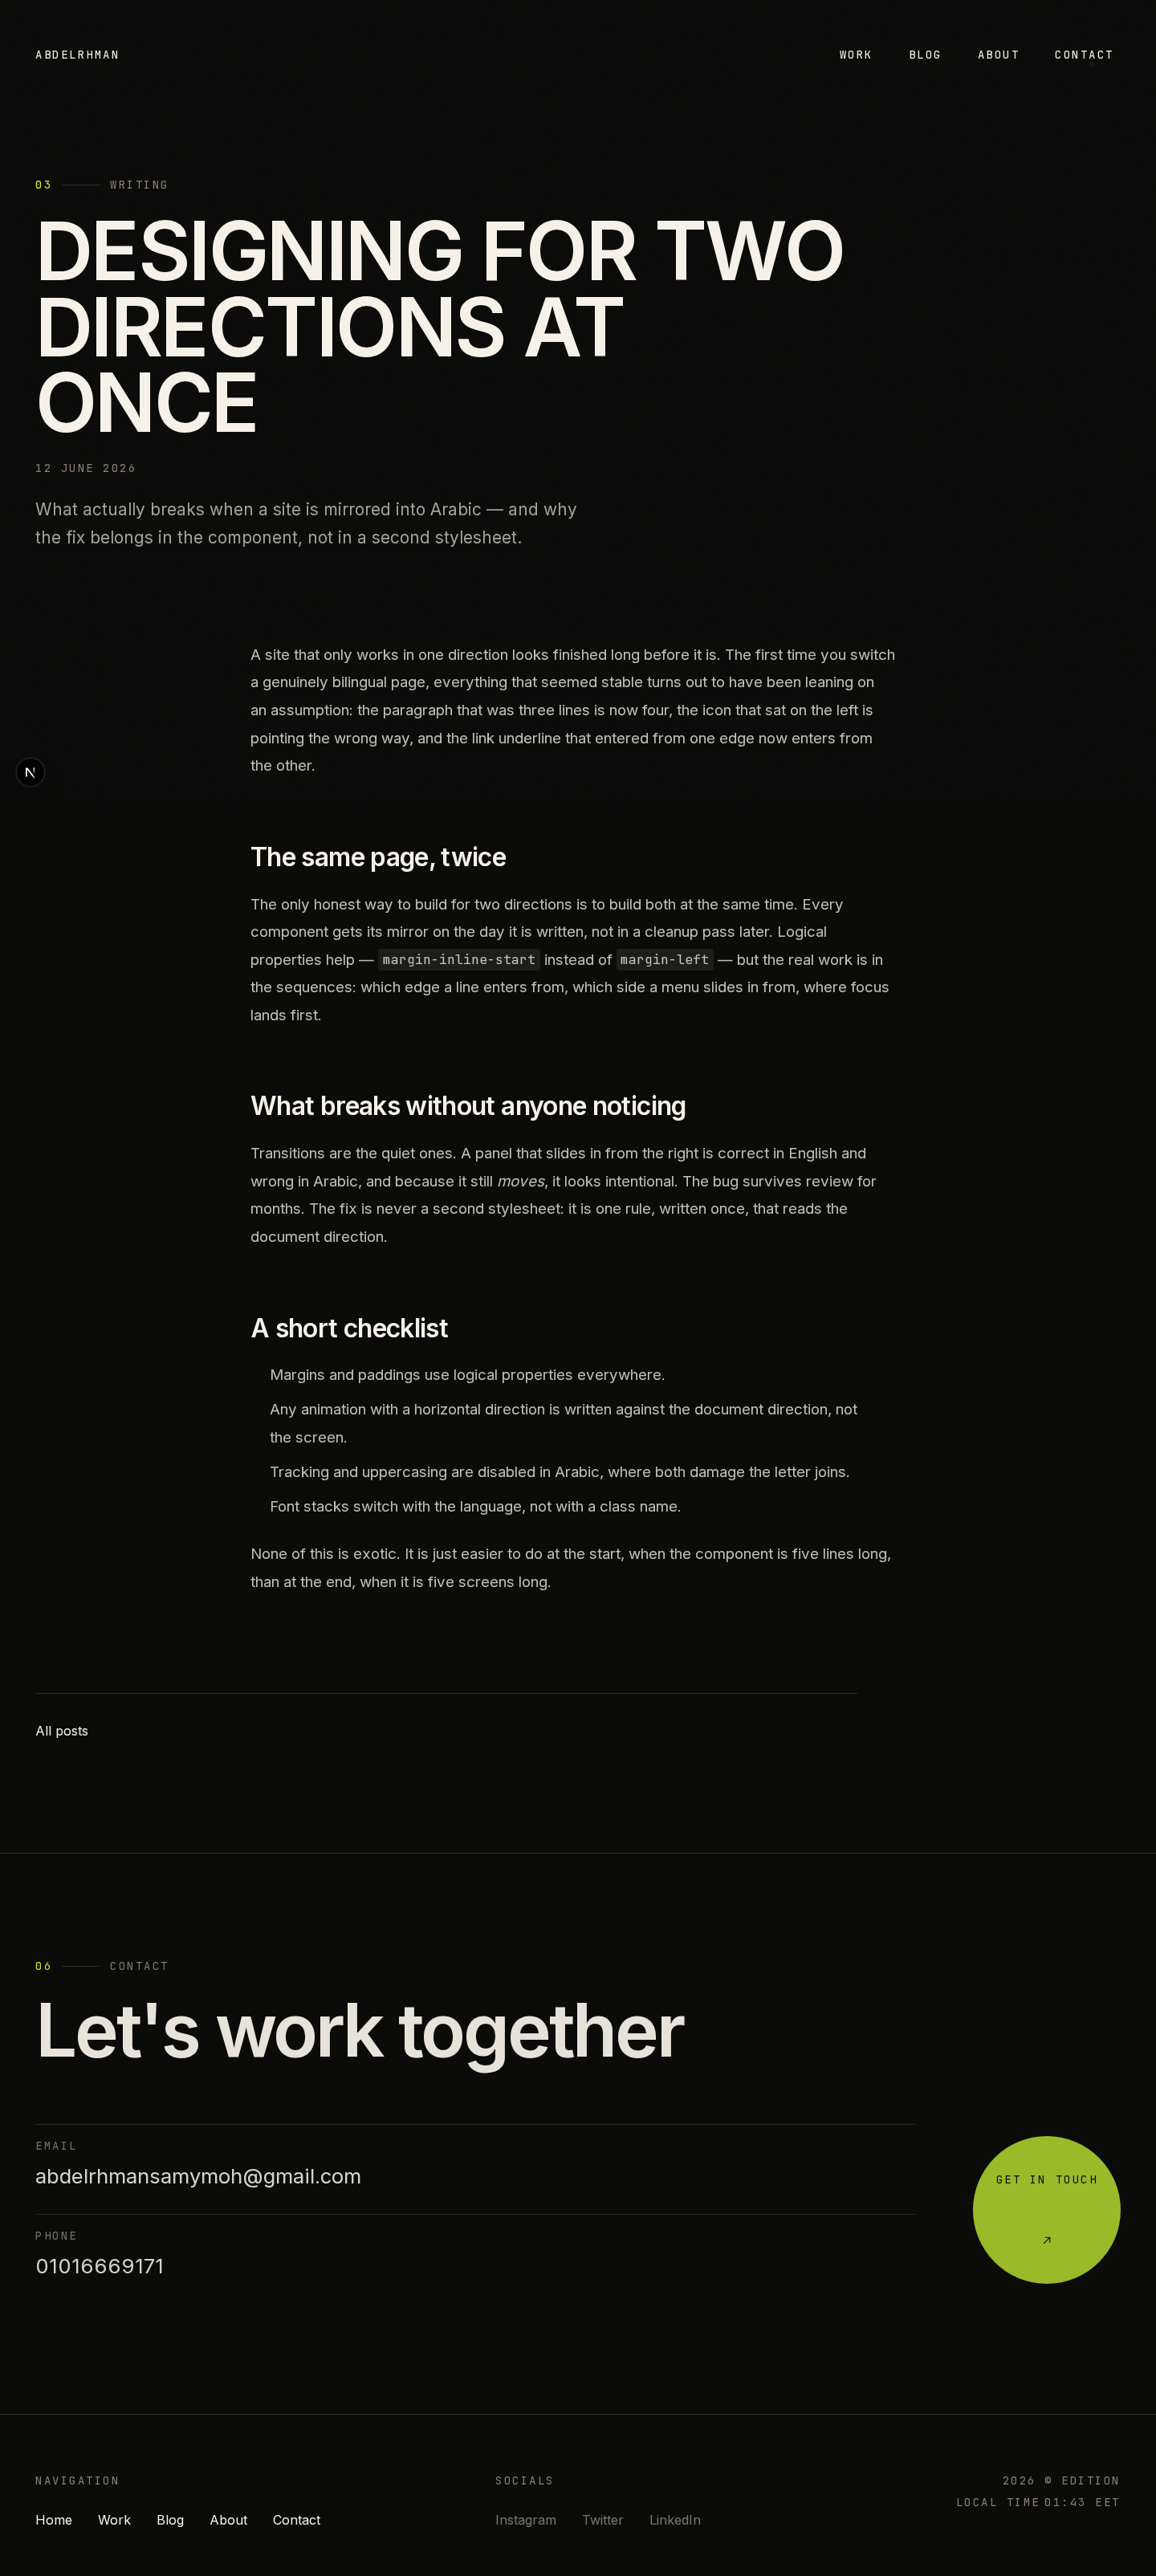 ABDELRHMAN
WORK BLOG ABOUT CONTACT
03 WRITING
DESIGNING FOR TWO
DIRECTIONS AT
ONCE
12 JUNE 2026
What actually breaks when a site is mirrored into Arabic — and why
the fix belongs in the component, not in a second stylesheet.
A site that only works in one direction looks finished long before it is. The first time you switch
a genuinely bilingual page, everything that seemed stable turns out to have been leaning on
an assumption: the paragraph that was three lines is now four, the icon that sat on the left is
pointing the wrong way, and the link underline that entered from one edge now enters from
the other.
N
The same page, twice
The only honest way to build for two directions is to build both at the same time. Every
component gets its mirror on the day it is written, not in a cleanup pass later. Logical
properties help — margin-inline-start instead of margin-left — but the real work is in
the sequences: which edge a line enters from, which side a menu slides in from, where focus
lands first.
What breaks without anyone noticing
Transitions are the quiet ones. A panel that slides in from the right is correct in English and
wrong in Arabic, and because it still moves, it looks intentional. The bug survives review for
months. The fix is never a second stylesheet: it is one rule, written once, that reads the
document direction.
A short checklist
Margins and paddings use logical properties everywhere.
Any animation with a horizontal direction is written against the document direction, not
the screen.
Tracking and uppercasing are disabled in Arabic, where both damage the letter joins.
Font stacks switch with the language, not with a class name.
None of this is exotic. It is just easier to do at the start, when the component is five lines long,
than at the end, when it is five screens long.
All posts
06 CONTACT
Let's work together
EMAIL
abdelrhmansamymoh@gmail.com
PHONE
01016669171
GET IN TOUCH
↗
NAVIGATION
Home Work Blog About Contact
SOCIALS
Instagram Twitter LinkedIn
2026 © EDITION
LOCAL TIME 01:43 EET